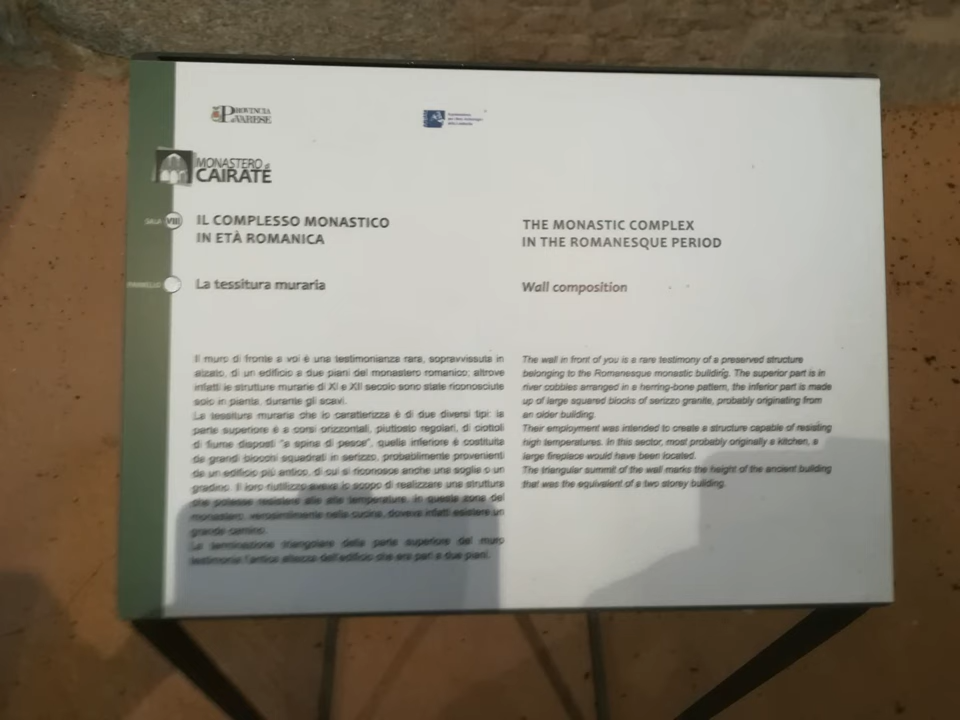 PROVINCIA
di VARESE
MONASTERO di
CAIRATE
SALA VIII
IL COMPLESSO MONASTICO
IN ETÀ ROMANICA
PANNELLO
La tessitura muraria
Il muro di fronte a voi è una testimonianza rara, sopravvissuta in
alzato, di un edificio a due piani del monastero romanico; altrove
infatti le strutture murarie di XI e XII secolo sono state riconosciute
solo in pianta, durante gli scavi.
La tessitura muraria che lo caratterizza è di due diversi tipi: la
parte superiore è a corsi orizzontali, piuttosto regolari, di ciottoli
di fiume disposti "a spina di pesce", quella inferiore è costituita
da grandi blocchi squadrati in serizzo, probabilmente provenienti
da un edificio più antico, di cui si riconosce anche una soglia o un
gradino. Il loro riutilizzo aveva lo scopo di realizzare una struttura
che potesse resistere alle alte temperature. In questa zona del
monastero, verosimilmente nella cucina, doveva infatti esistere un
grande camino.
La terminazione triangolare della parte superiore del muro
testimonia l'antica altezza dell'edificio che era pari a due piani.
THE MONASTIC COMPLEX
IN THE ROMANESQUE PERIOD
Wall composition
The wall in front of you is a rare testimony of a preserved structure
belonging to the Romanesque monastic building. The superior part is in
river cobbles arranged in a herring-bone pattern, the inferior part is made
up of large squared blocks of serizzo granite, probably originating from
an older building.
Their employment was intended to create a structure capable of resisting
high temperatures. In this sector, most probably originally a kitchen, a
large fireplace would have been located.
The triangular summit of the wall marks the height of the ancient building
that was the equivalent of a two storey building.